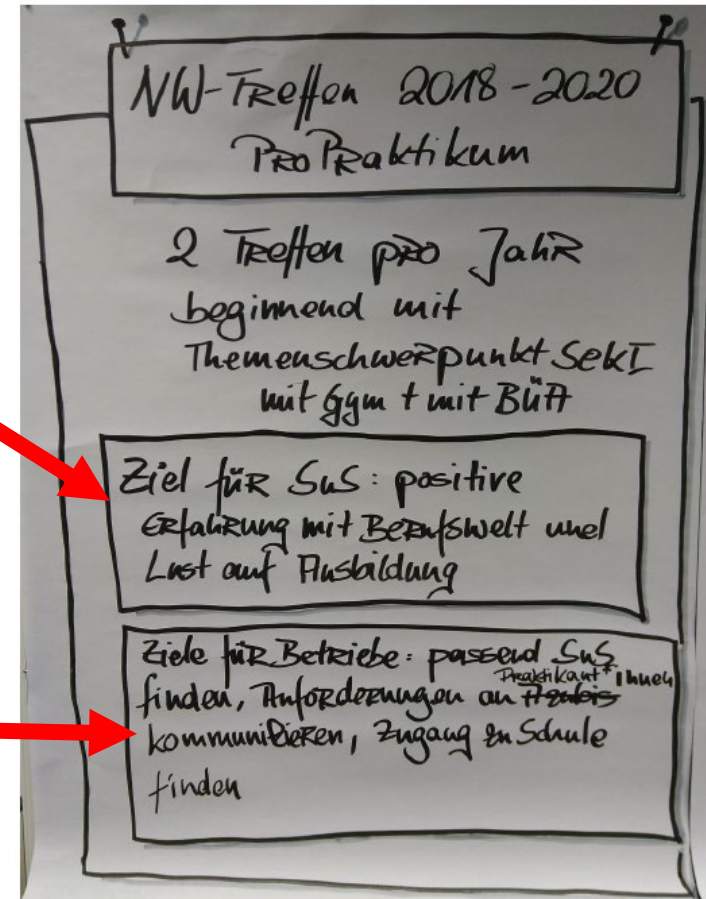 NW-Treffen 2018-2020
ProPraktikum
2 Treffen pro Jahr
beginnend mit
Themenschwerpunkt SekI
mit Gym + mit BüA
Ziel für SuS: positive
Erfahrung mit Berufswelt und
Lust auf Ausbildung
Ziele für Betriebe: passend SuS
Praktikant*innen
finden, Anforderungen an Azubis
kommunizieren, Zugang zu Schule
finden